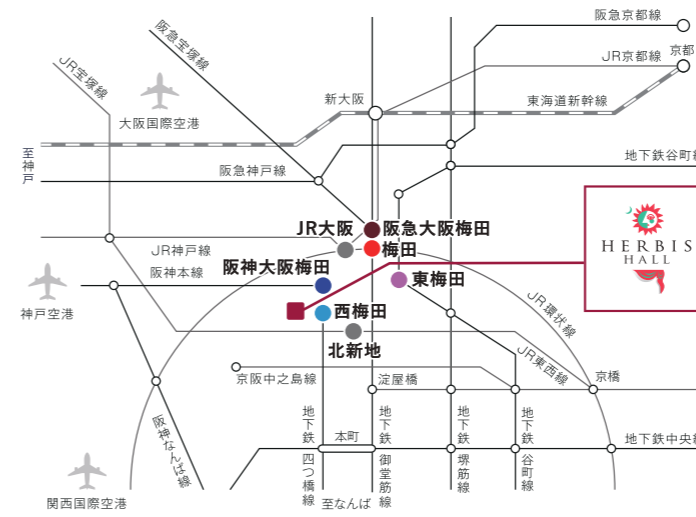 阪急京都線
京都
JR京都線
阪急宝塚線
JR宝塚線
新大阪
東海道新幹線
大阪国際空港
至神戸
阪急神戸線
地下鉄谷町線
JR大阪
阪急大阪梅田
梅田
HERBIS
HALL
JR神戸線
阪神本線
阪神大阪梅田
東梅田
神戸空港
西梅田
JR環状線
北新地
JR東西線
京阪中之島線
淀屋橋
京橋
阪神なんば線
地下鉄 四つ橋線
本町
地下鉄 御堂筋線
地下鉄 堺筋線
地下鉄 谷町線
地下鉄中央線
関西国際空港
至なんば